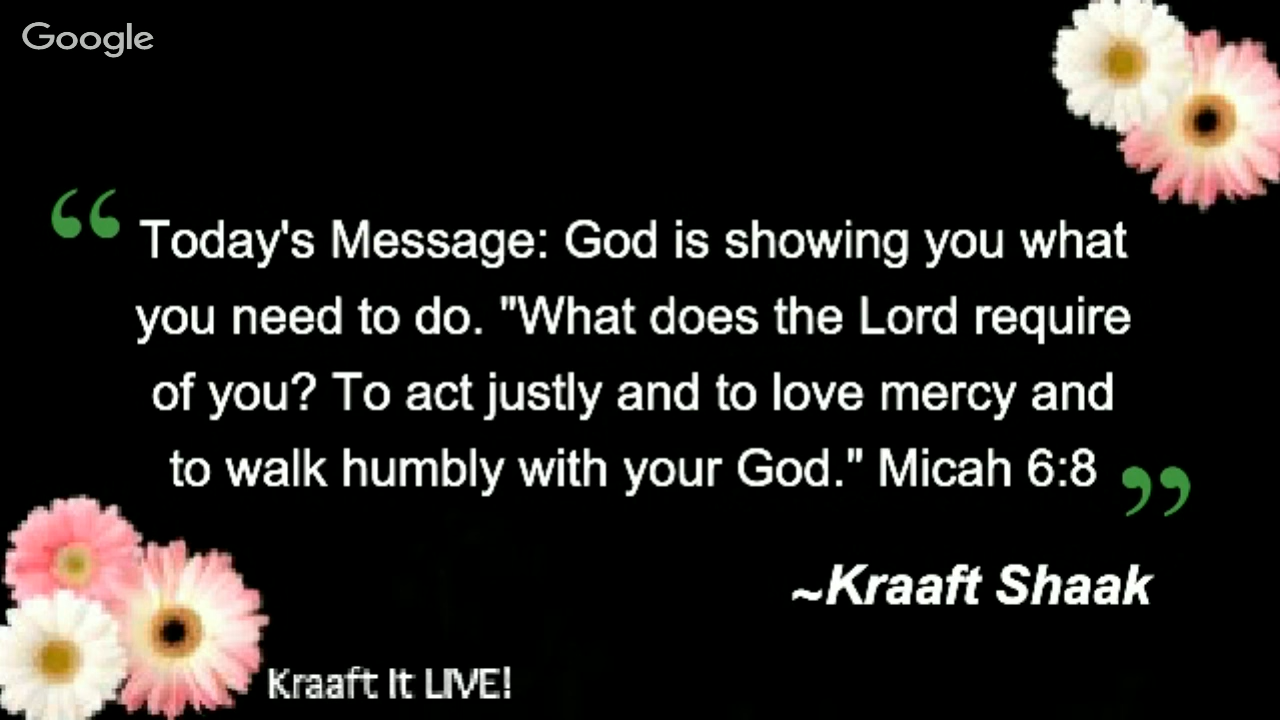 Google
“ Today's Message: God is showing you what
you need to do. "What does the Lord require
of you? To act justly and to love mercy and
to walk humbly with your God." Micah 6:8 ”
~Kraaft Shaak
Kraaft It LIVE!